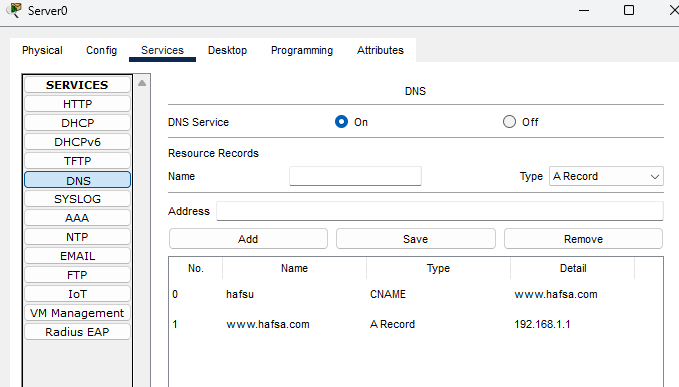 Server0
Physical Config Services Desktop Programming Attributes
SERVICES
HTTP
DHCP
DHCPv6
TFTP
DNS
SYSLOG
AAA
NTP
EMAIL
FTP
IoT
VM Management
Radius EAP
DNS
DNS Service On Off
Resource Records
Name Type A Record
Address
Add Save Remove
No. Name Type Detail
0 hafsu CNAME www.hafsa.com
1 www.hafsa.com A Record 192.168.1.1